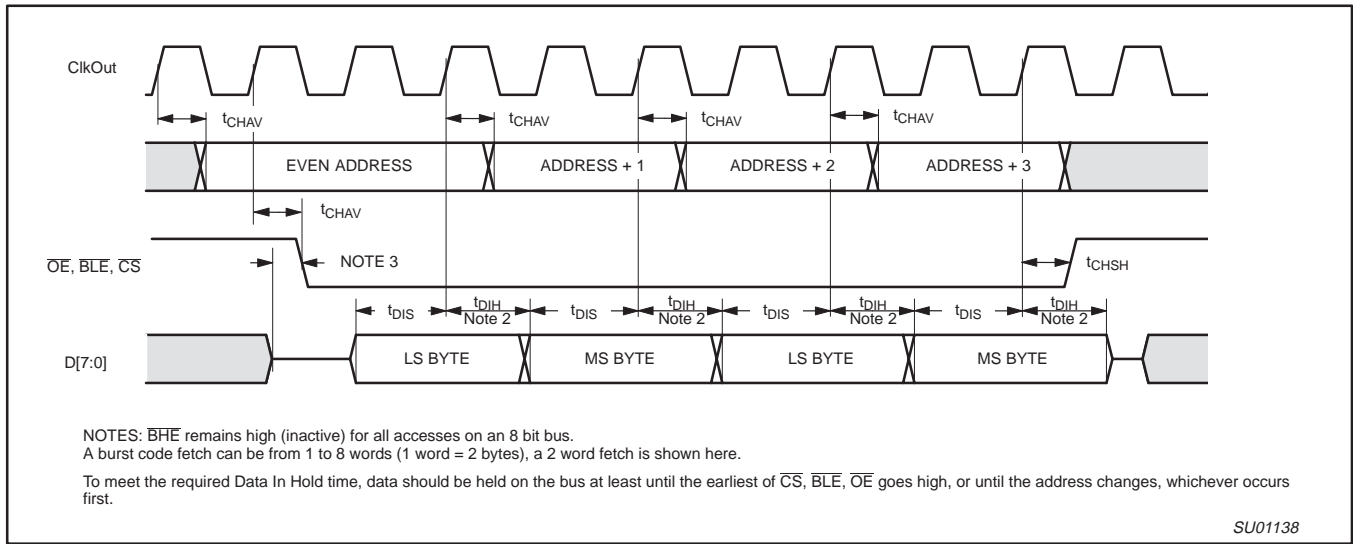 ClkOut
tCHAV tCHAV tCHAV tCHAV
EVEN ADDRESS ADDRESS + 1 ADDRESS + 2 ADDRESS + 3
tCHAV
OE, BLE, CS NOTE 3 tCHSH
tDIS tDIH tDIS tDIH tDIS tDIH tDIS tDIH
Note 2 Note 2 Note 2 Note 2
D[7:0] LS BYTE MS BYTE LS BYTE MS BYTE
NOTES: BHE remains high (inactive) for all accesses on an 8 bit bus.
A burst code fetch can be from 1 to 8 words (1 word = 2 bytes), a 2 word fetch is shown here.
To meet the required Data In Hold time, data should be held on the bus at least until the earliest of CS, BLE, OE goes high, or until the address changes, whichever occurs
first.
SU01138